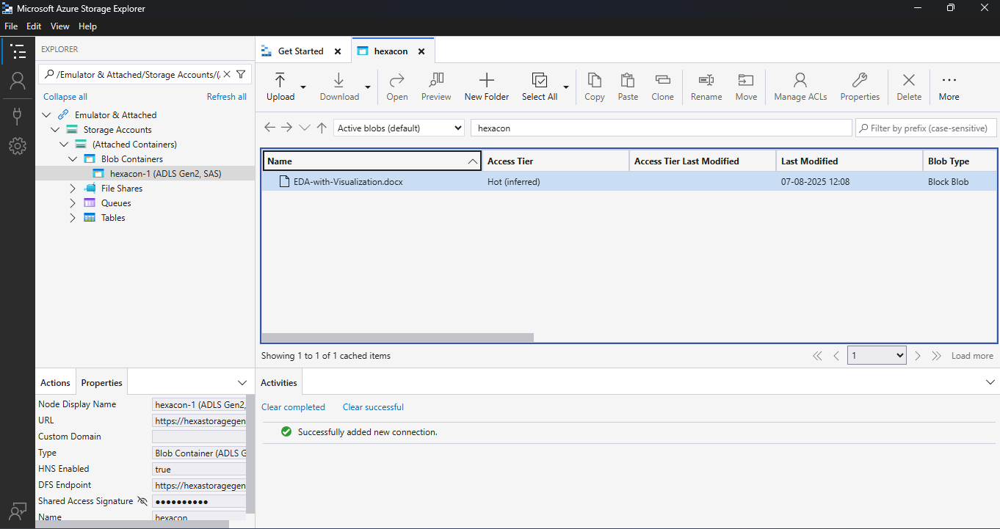 Microsoft Azure Storage Explorer
File Edit View Help
EXPLORER
/Emulator & Attached/Storage Accounts/(
Collapse all Refresh all
Emulator & Attached
Storage Accounts
(Attached Containers)
Blob Containers
hexacon-1 (ADLS Gen2, SAS)
File Shares
Queues
Tables
Get Started hexacon
Upload Download Open Preview New Folder Select All Copy Paste Clone Rename Move Manage ACLs Properties Delete More
Active blobs (default) hexacon Filter by prefix (case-sensitive)
Name Access Tier Access Tier Last Modified Last Modified Blob Type
EDA-with-Visualization.docx Hot (inferred) 07-08-2025 12:08 Block Blob
Showing 1 to 1 of 1 cached items 1 Load more
Actions Properties
Node Display Name hexacon-1 (ADLS Gen2,
URL https://hexastoragegen
Custom Domain
Type Blob Container (ADLS G
HNS Enabled true
DFS Endpoint https://hexastoragegen
Shared Access Signature ●●●●●●●●●●
Name hexacon
Activities
Clear completed Clear successful
Successfully added new connection.